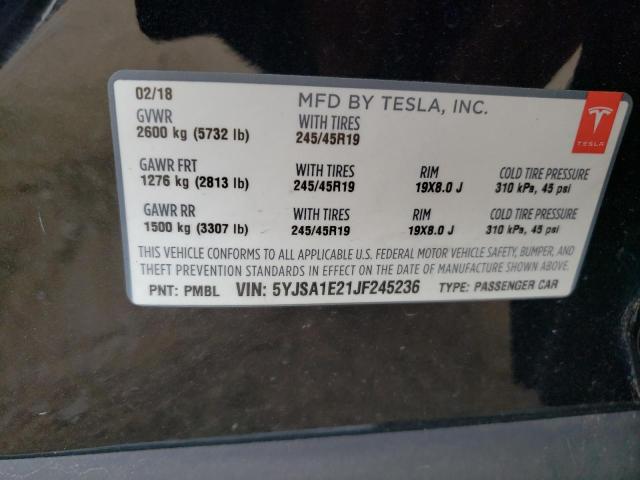 02/18 MFD BY TESLA, INC.
GVWR WITH TIRES
2600 kg (5732 lb) 245/45R19
TESLA
GAWR FRT WITH TIRES RIM COLD TIRE PRESSURE
1276 kg (2813 lb) 245/45R19 19X8.0 J 310 kPa, 45 psi
GAWR RR WITH TIRES RIM COLD TIRE PRESSURE
1500 kg (3307 lb) 245/45R19 19X8.0 J 310 kPa, 45 psi
THIS VEHICLE CONFORMS TO ALL APPLICABLE U.S. FEDERAL MOTOR VEHICLE SAFETY, BUMPER, AND
THEFT PREVENTION STANDARDS IN EFFECT ON THE DATE OF MANUFACTURE SHOWN ABOVE.
PNT: PMBL VIN: 5YJSA1E21JF245236 TYPE: PASSENGER CAR